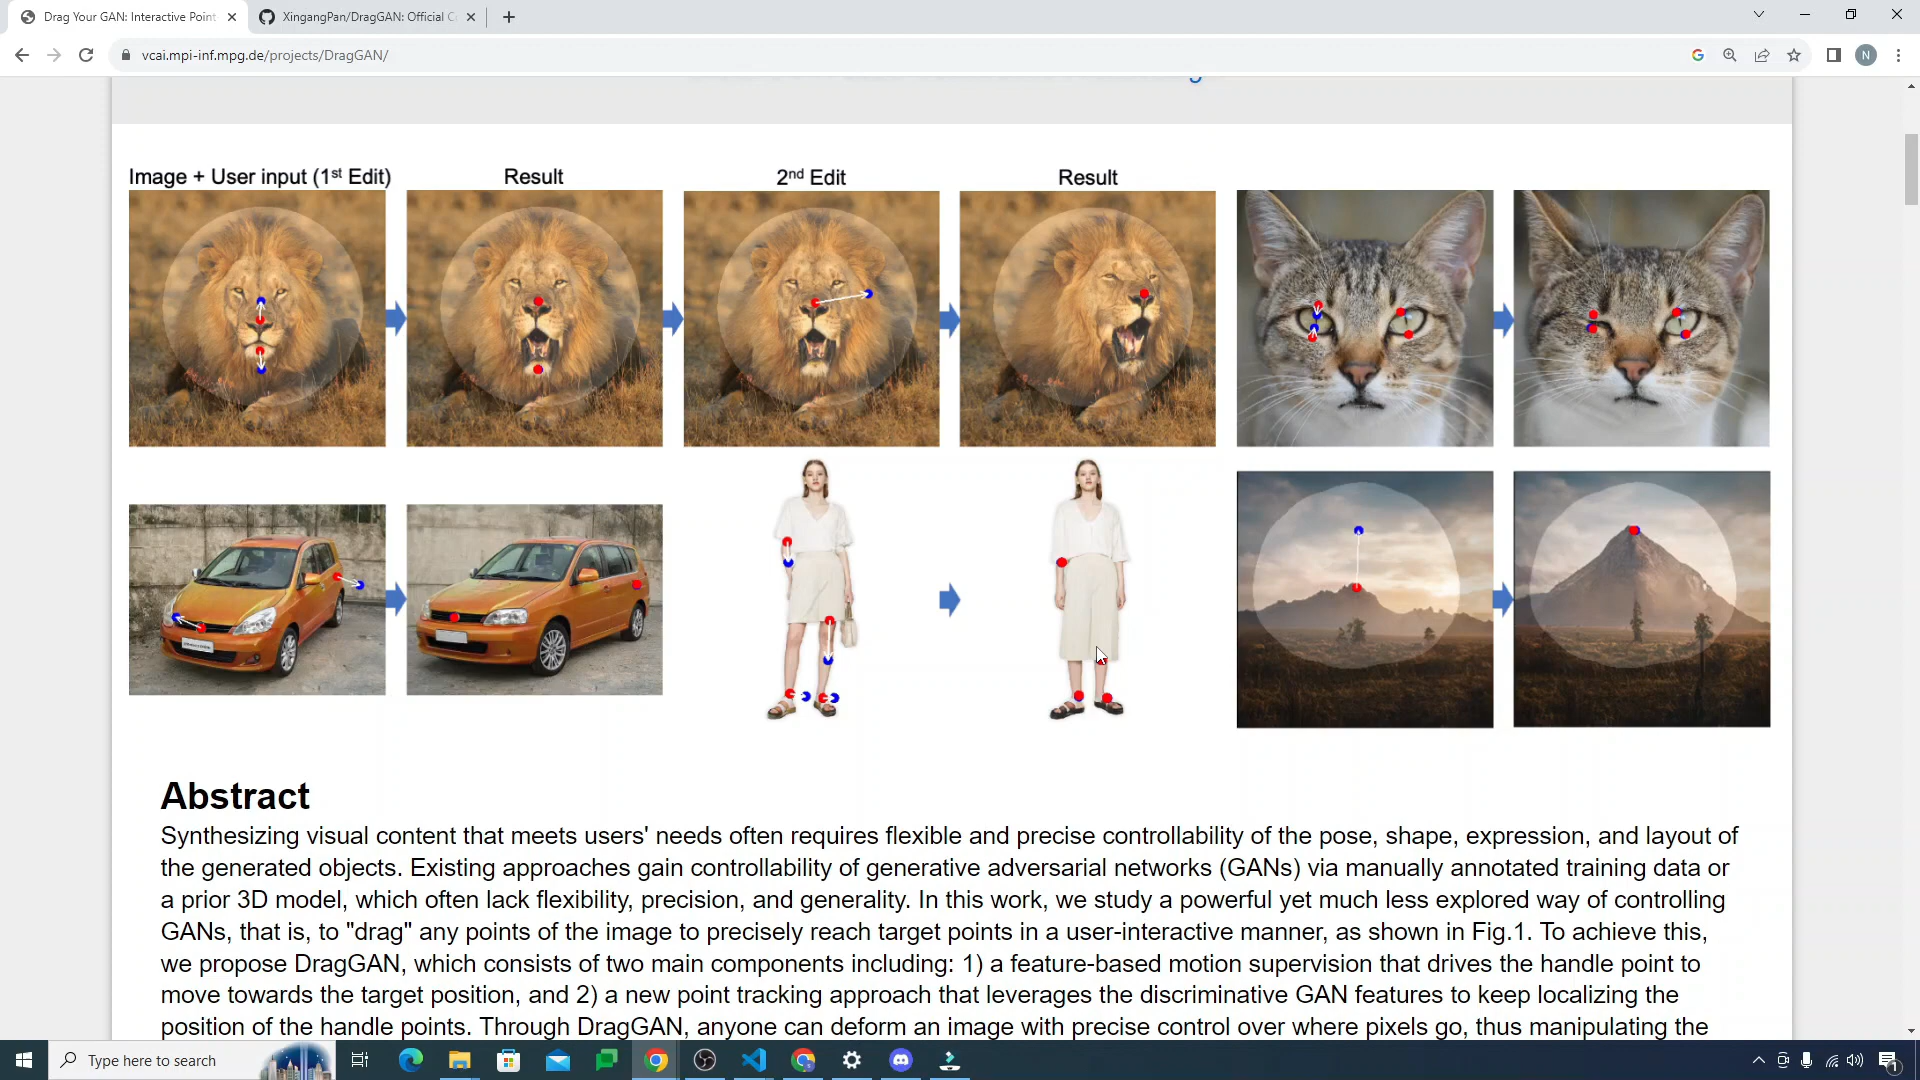 Drag Your GAN: Interactive Point
XingangPan/DragGAN: Official C
vcai.mpi-inf.mpg.de/projects/DragGAN/
N
Image + User input (1st Edit)
Result
2nd Edit
Result
Abstract
Synthesizing visual content that meets users' needs often requires flexible and precise controllability of the pose, shape, expression, and layout of
the generated objects. Existing approaches gain controllability of generative adversarial networks (GANs) via manually annotated training data or
a prior 3D model, which often lack flexibility, precision, and generality. In this work, we study a powerful yet much less explored way of controlling
GANs, that is, to "drag" any points of the image to precisely reach target points in a user-interactive manner, as shown in Fig.1. To achieve this,
we propose DragGAN, which consists of two main components including: 1) a feature-based motion supervision that drives the handle point to
move towards the target position, and 2) a new point tracking approach that leverages the discriminative GAN features to keep localizing the
position of the handle points. Through DragGAN, anyone can deform an image with precise control over where pixels go, thus manipulating the
Type here to search
1